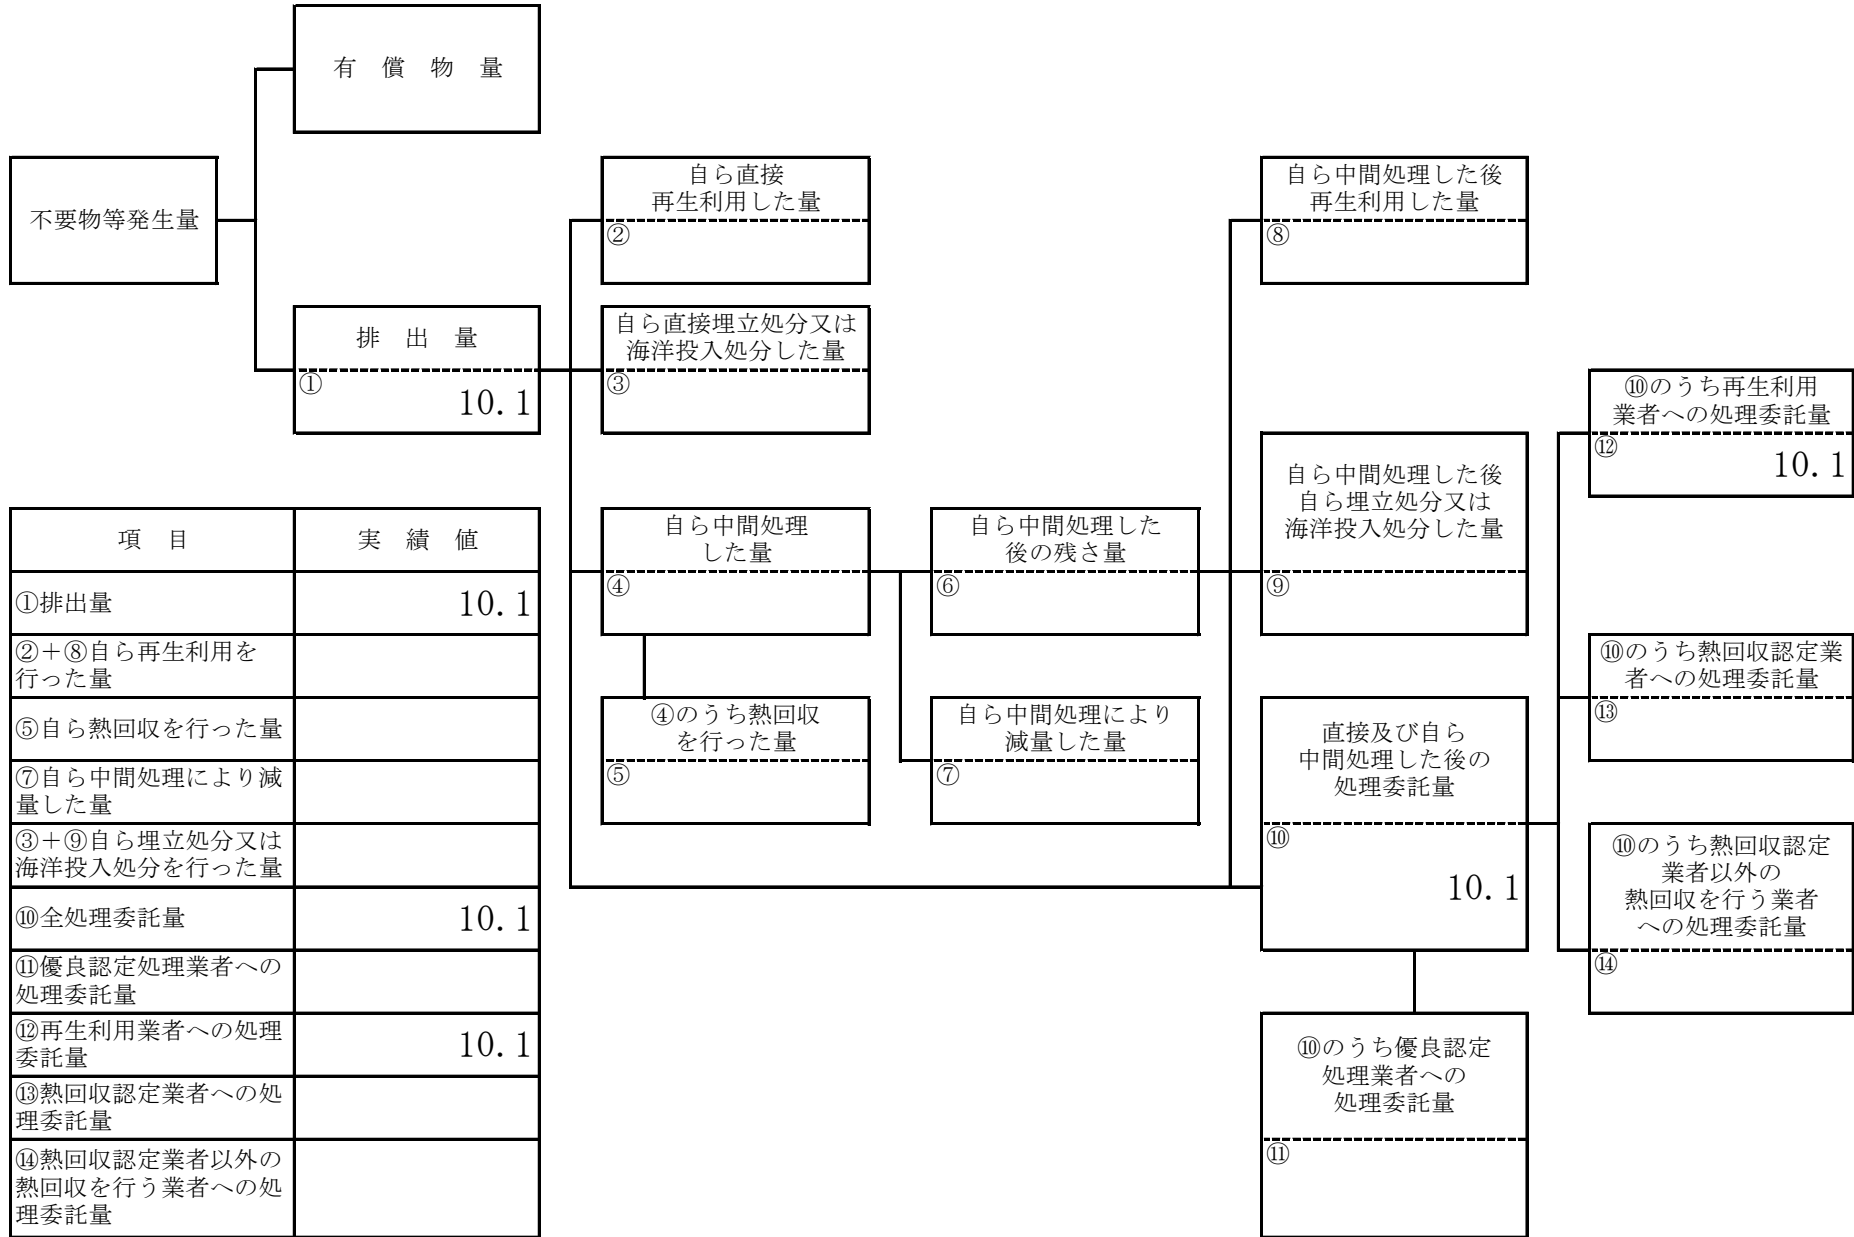 有　償　物　量
不要物等発生量
排　出　量
①
10.1
自ら直接
再生利用した量
②
自ら直接埋立処分又は
海洋投入処分した量
③
自ら中間処理
した量
④
④のうち熱回収
を行った量
⑤
自ら中間処理した
後の残さ量
⑥
自ら中間処理により
減量した量
⑦
自ら中間処理した後
再生利用した量
⑧
自ら中間処理した後
自ら埋立処分又は
海洋投入処分した量
⑨
直接及び自ら
中間処理した後の
処理委託量
⑩
10.1
⑩のうち優良認定
処理業者への
処理委託量
⑪
⑩のうち再生利用
業者への処理委託量
⑫
10.1
⑩のうち熱回収認定業
者への処理委託量
⑬
⑩のうち熱回収認定
業者以外の
熱回収を行う業者
への処理委託量
⑭
項　目　実　績　値
①排出量　10.1
②＋⑧自ら再生利用を
行った量
⑤自ら熱回収を行った量
⑦自ら中間処理により減
量した量
③＋⑨自ら埋立処分又は
海洋投入処分を行った量
⑩全処理委託量　10.1
⑪優良認定処理業者への
処理委託量
⑫再生利用業者への処理
委託量　10.1
⑬熱回収認定業者への処
理委託量
⑭熱回収認定業者以外の
熱回収を行う業者への処
理委託量